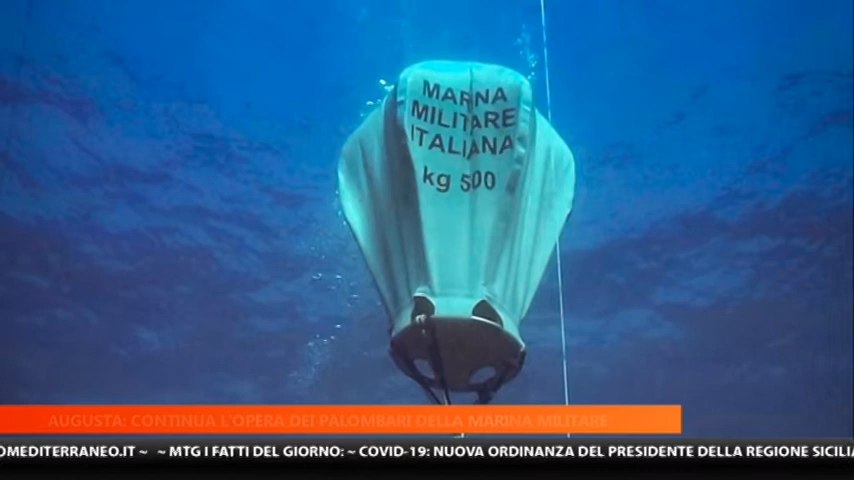 MARINA
MILITARE
ITALIANA
kg 500
AUGUSTA: CONTINUA L'OPERA DEI PALOMBARI DELLA MARINA MILITARE
OMEDITERRANEO.IT ~ ~ MTG I FATTI DEL GIORNO: ~ COVID-19: NUOVA ORDINANZA DEL PRESIDENTE DELLA REGIONE SICILIA